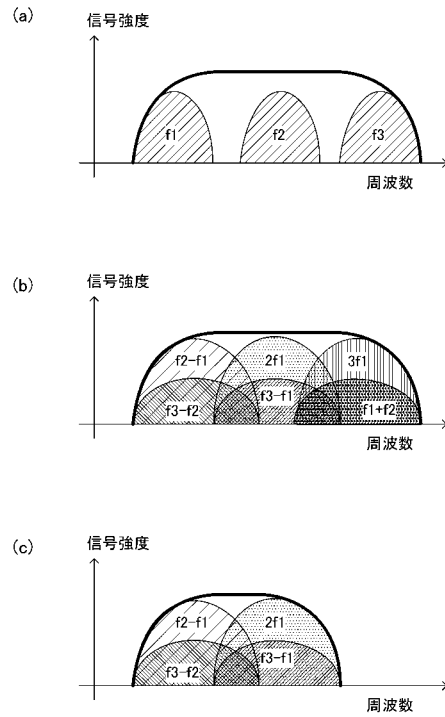 (a)
信号強度
f1
f2
f3
周波数
(b)
信号強度
f2-f1
2f1
3f1
f3-f2
f3-f1
f1+f2
周波数
(c)
信号強度
f2-f1
2f1
f3-f2
f3-f1
周波数